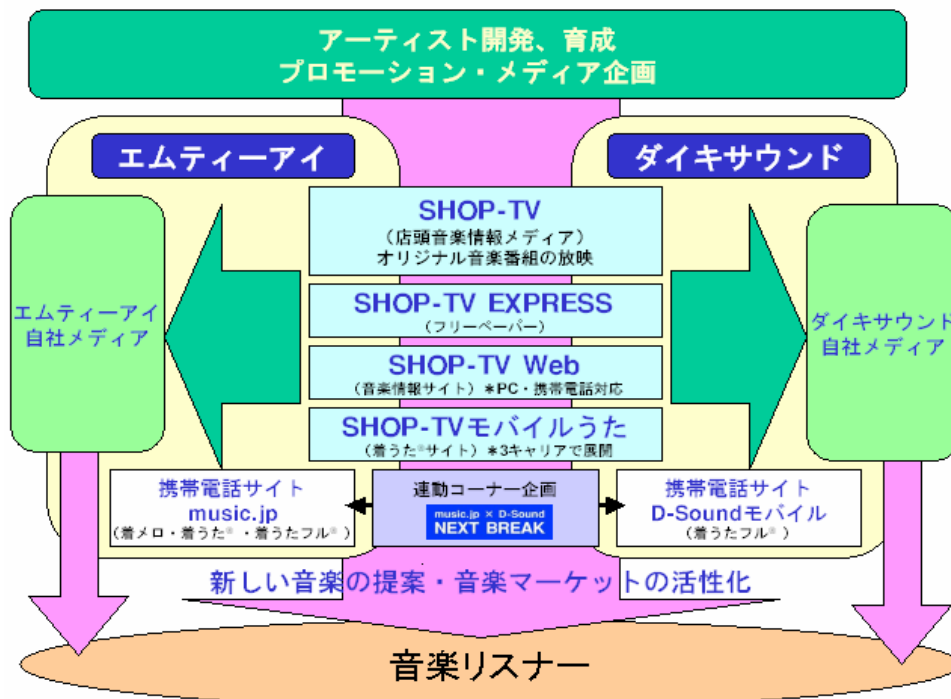 アーティスト開発、育成
プロモーション・メディア企画
エムティーアイ
ダイキサウンド
SHOP-TV
（店頭音楽情報メディア）
オリジナル音楽番組の放映
SHOP-TV EXPRESS
（フリーペーパー）
SHOP-TV Web
（音楽情報サイト）＊PC・携帯電話対応
SHOP-TVモバイルうた
（着うた®サイト）＊3キャリアで展開
エムティーアイ
自社メディア
ダイキサウンド
自社メディア
携帯電話サイト
music.jp
（着メロ・着うた®・着うたフル®）
連動コーナー企画
music.jp × D-Sound
NEXT BREAK
携帯電話サイト
D-Soundモバイル
（着うたフル®）
新しい音楽の提案・音楽マーケットの活性化
音楽リスナー